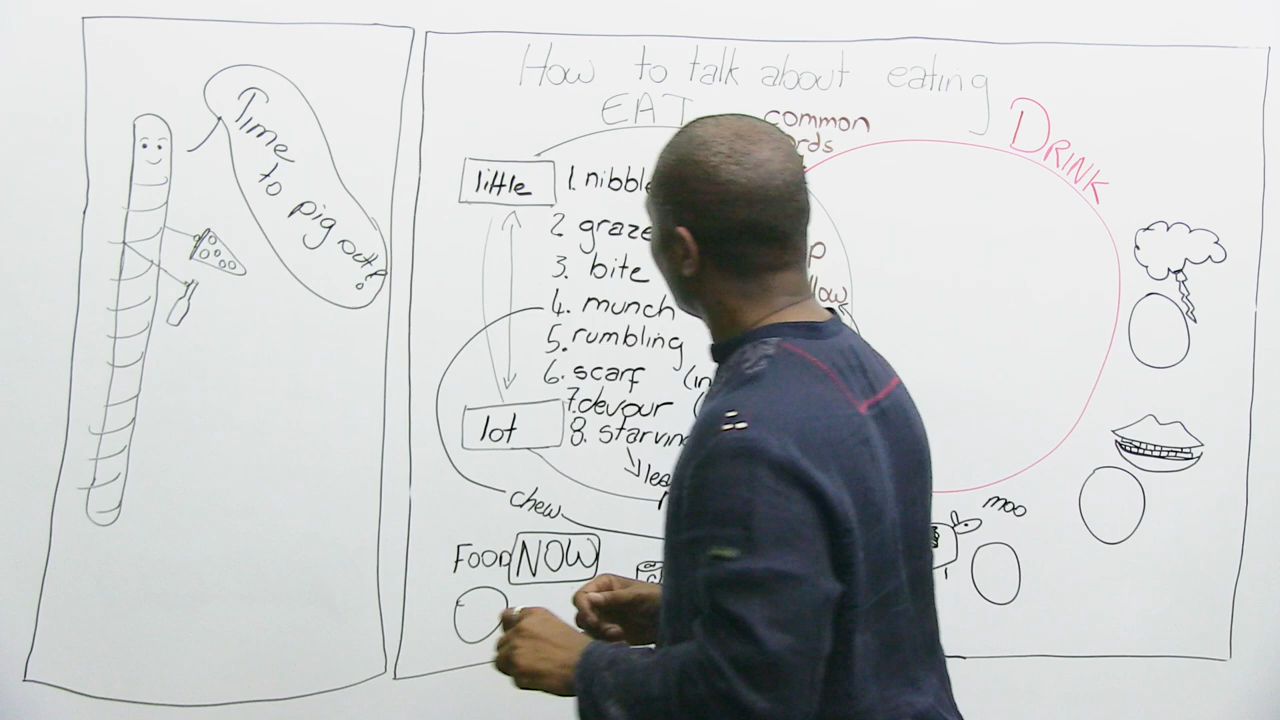 Time
to
pig out!
How to talk about eating
EAT
common
DRINK
little
1. nibble
2 graze
3. bite
4. munch
5. rumbling
6. scarf
7. devour
8. starving
lot
chew
moo
FOOD NOW